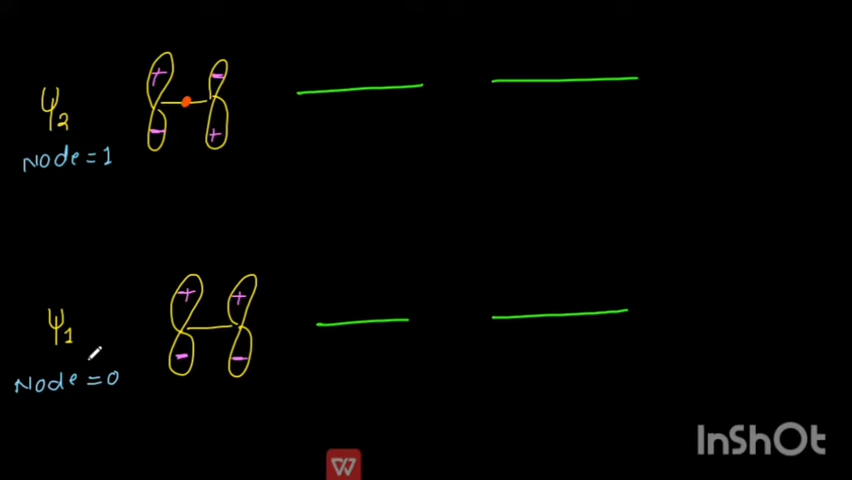 + -
ψ2
- +
Node = 1
+ +
ψ1
- -
Node = 0
InShOt
W